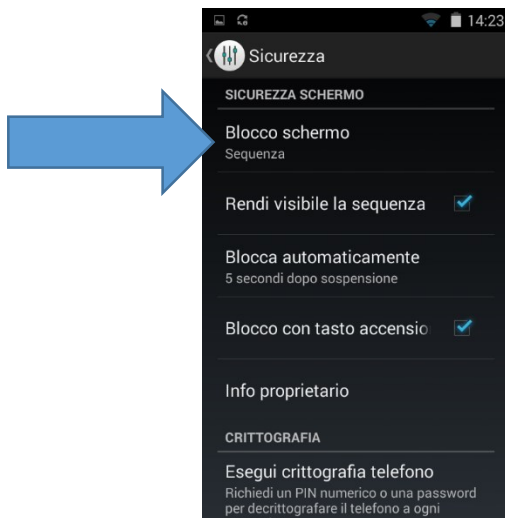 14:23
Sicurezza
SICUREZZA SCHERMO
Blocco schermo
Sequenza
Rendi visibile la sequenza
Blocca automaticamente
5 secondi dopo sospensione
Blocco con tasto accensio
Info proprietario
CRITTOGRAFIA
Esegui crittografia telefono
Richiedi un PIN numerico o una password
per decrittografare il telefono a ogni